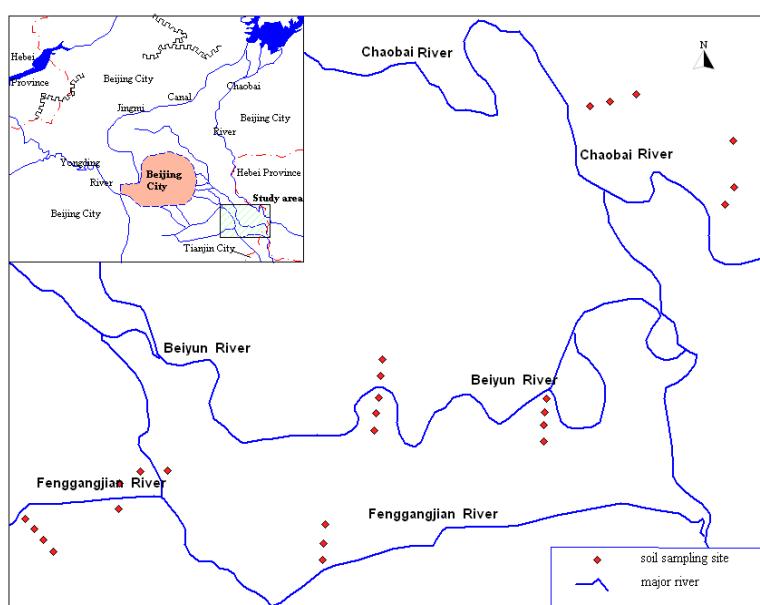 Hebei
Province
Beijing City
Jingmi
Canal
Chaobai
River
Beijing City
Yongding
River
Beijing
City
Hebei Province
Study area
Beijing City
Tianjin City
Chaobai River
N
Chaobai River
Beiyun River
Beiyun River
Fenggangjian River
Fenggangjian River
soil sampling site
major river